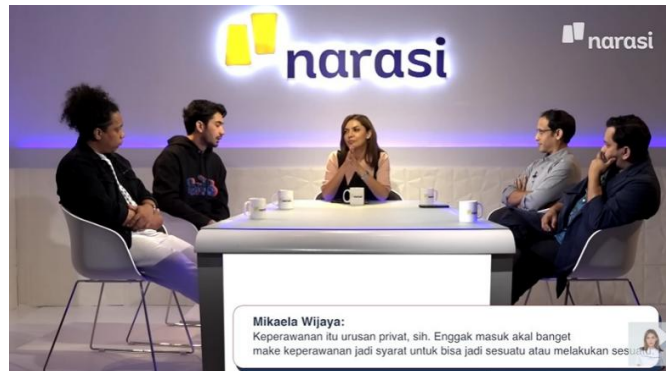 narasi
narasi
Mikaela Wijaya:
Keperawanan itu urusan privat, sih. Enggak masuk akal banget
make keperawanan jadi syarat untuk bisa jadi sesuatu atau melakukan